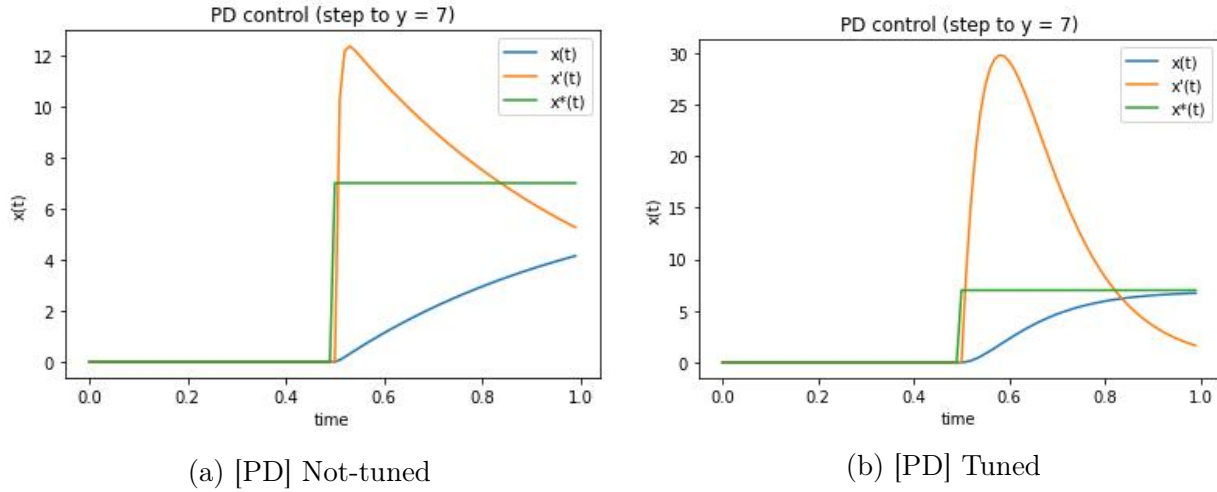 PD control (step to y = 7)
12
10
8
6
4
2
0
x(t)
x(t)
x'(t)
x*(t)
0.0 0.2 0.4 0.6 0.8 1.0
time
(a) [PD] Not-tuned
PD control (step to y = 7)
30
25
20
15
10
5
0
x(t)
x(t)
x'(t)
x*(t)
0.0 0.2 0.4 0.6 0.8 1.0
time
(b) [PD] Tuned